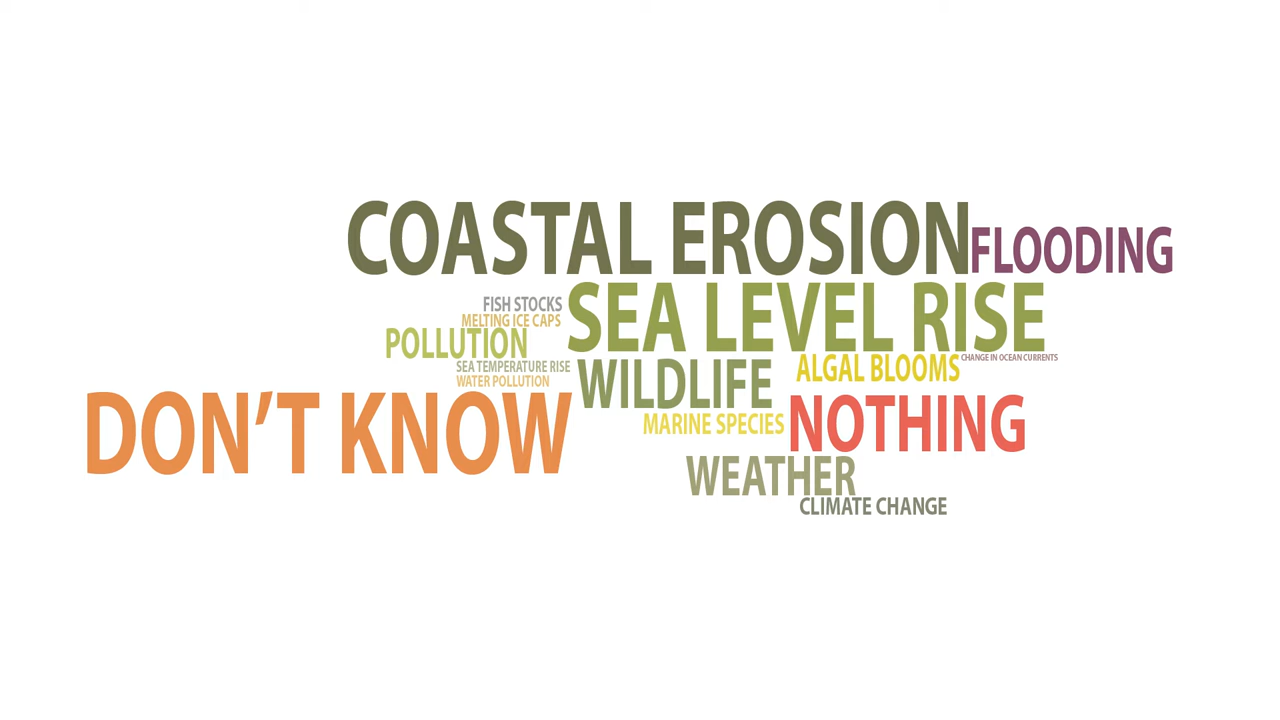 COASTAL EROSION
FLOODING
FISH STOCKS
SEA LEVEL RISE
MELTING ICE CAPS
POLLUTION
CHANGE IN OCEAN CURRENTS
SEA TEMPERATURE RISE
WILDLIFE
ALGAL BLOOMS
WATER POLLUTION
DON'T KNOW
MARINE SPECIES
NOTHING
WEATHER
CLIMATE CHANGE